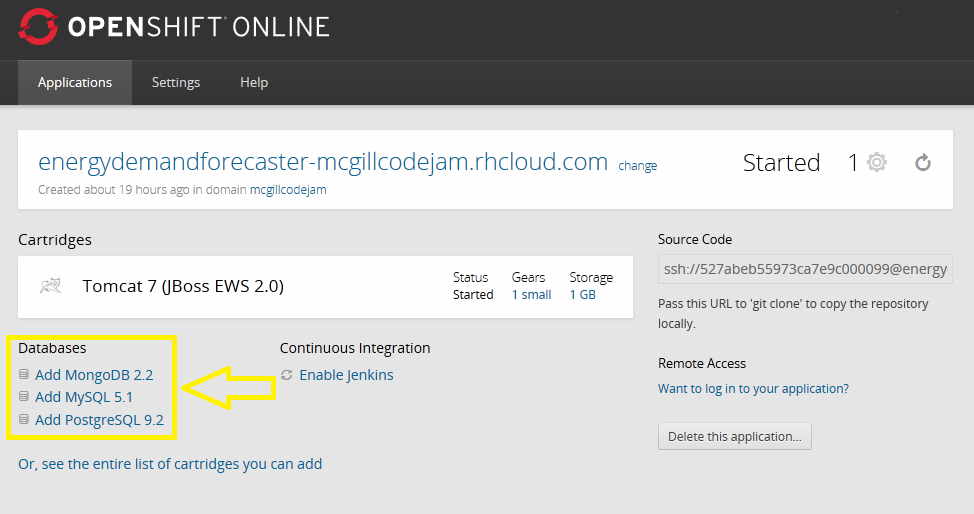 OPENSHIFT ONLINE
Applications Settings Help
energydemandforecaster-mcgillcodejam.rhcloud.com change
Started 1
Created about 19 hours ago in domain mcgillcodejam
Cartridges
Tomcat 7 (JBoss EWS 2.0)
Status Gears Storage
Started 1 small 1 GB
Databases
Add MongoDB 2.2
Add MySQL 5.1
Add PostgreSQL 9.2
Continuous Integration
Enable Jenkins
Or, see the entire list of cartridges you can add
Source Code
ssh://527abeb55973ca7e9c000099@energy
Pass this URL to 'git clone' to copy the repository
locally.
Remote Access
Want to log in to your application?
Delete this application...